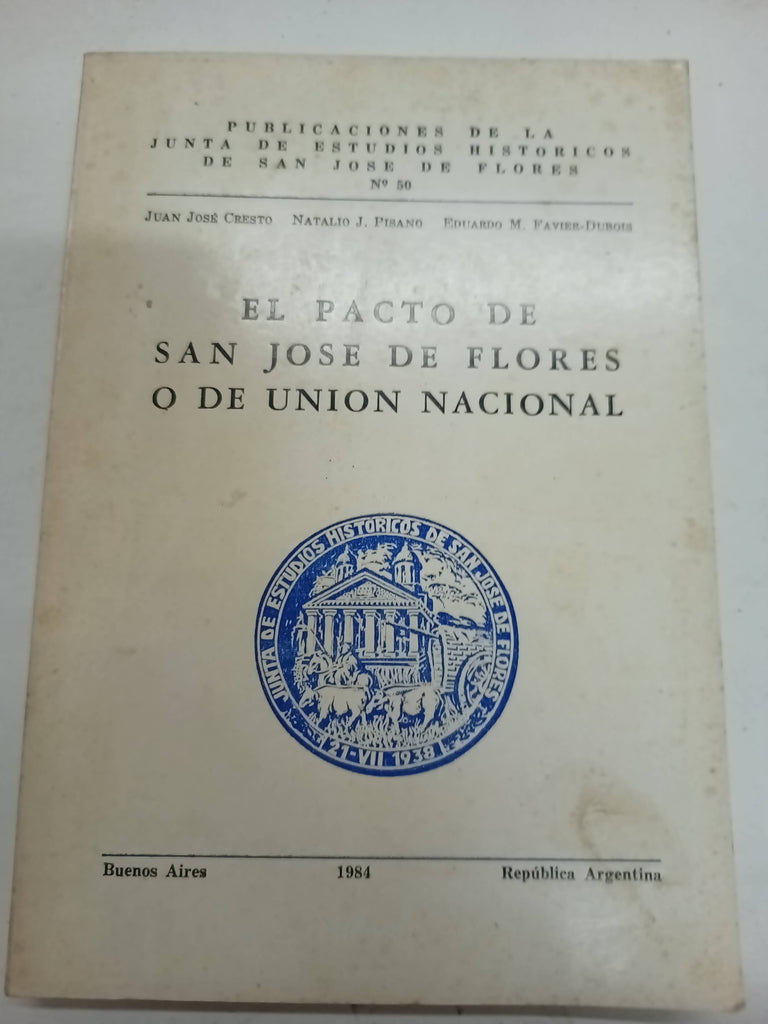 PUBLICACIONES DE LA
JUNTA DE ESTUDIOS HISTORICOS
DE SAN JOSE DE FLORES
Nº 50
JUAN JOSÉ CRESTO NATALIO J. PISANO EDUARDO M. FAVIER-DUBOIS
EL PACTO DE
SAN JOSE DE FLORES
O DE UNION NACIONAL
JUNTA DE ESTUDIOS HISTÓRICOS DE SAN JOSE DE FLORES
21-VII 1938
Buenos Aires 1984 República Argentina